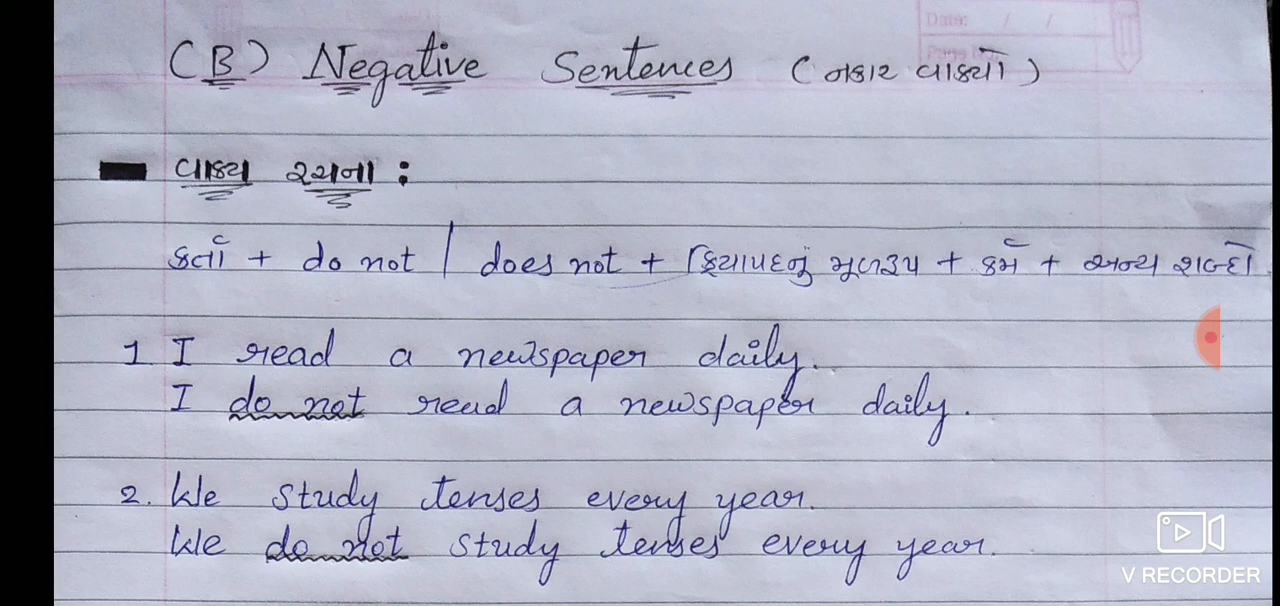 Date: / /
(B) Negative Sentences (નકાર વાક્યો)
વાક્ય રચના :
કર્તા + do not / does not + ક્રિયાપદનું મૂળરૂપ + કર્મ + અન્ય શબ્દો
1. I read a newspaper daily.
I do not read a newspaper daily.
2. We study tenses every year.
We do not study tenses every year.
V RECORDER